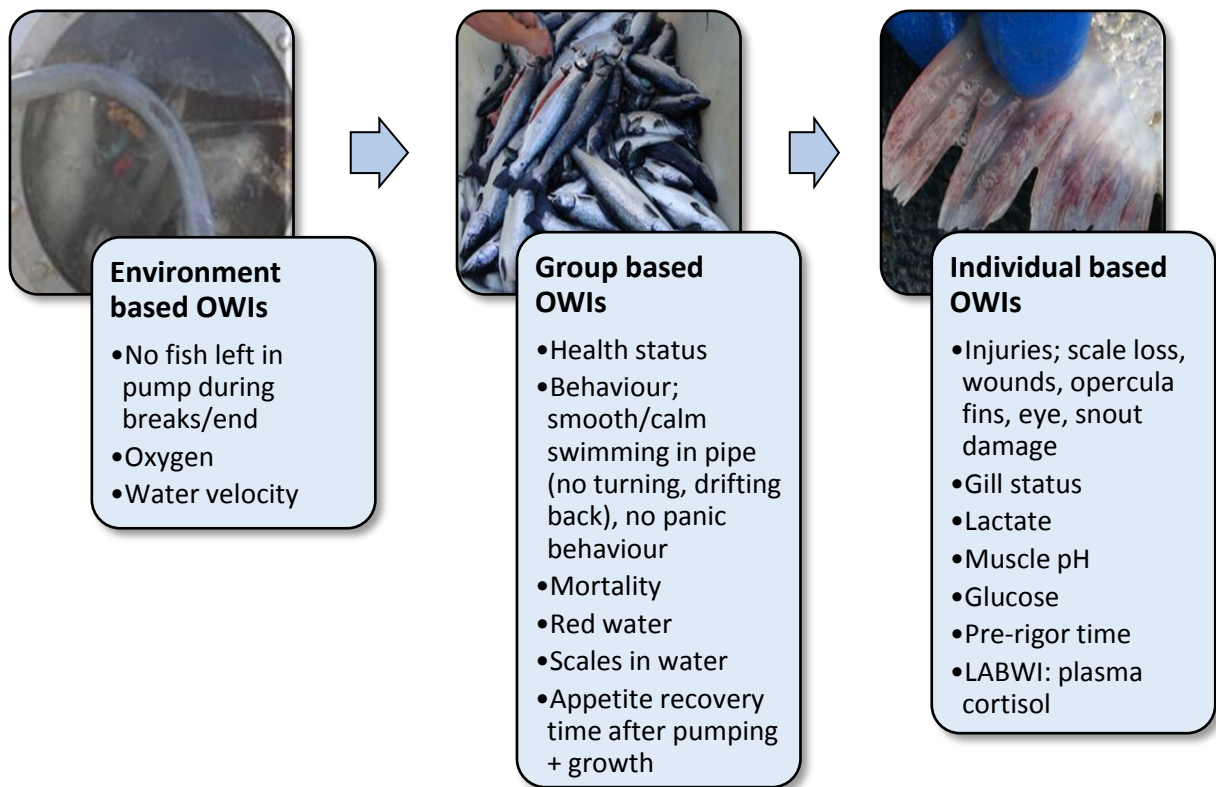 Environment
based OWIs
•No fish left in
pump during
breaks/end
•Oxygen
•Water velocity
Group based
OWIs
•Health status
•Behaviour;
smooth/calm
swimming in pipe
(no turning, drifting
back), no panic
behaviour
•Mortality
•Red water
•Scales in water
•Appetite recovery
time after pumping
+ growth
Individual based
OWIs
•Injuries; scale loss,
wounds, opercula
fins, eye, snout
damage
•Gill status
•Lactate
•Muscle pH
•Glucose
•Pre-rigor time
•LABWI: plasma
cortisol